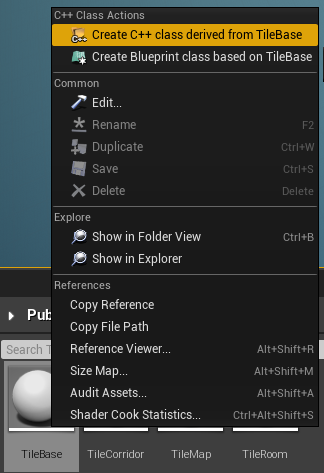 C++ Class Actions
Create C++ class derived from TileBase
Create Blueprint class based on TileBase
Common
Edit...
Rename F2
Duplicate Ctrl+W
Save Ctrl+S
Delete Delete
Explore
Show in Folder View Ctrl+B
Show in Explorer
References
Copy Reference
Copy File Path
Reference Viewer... Alt+Shift+R
Size Map... Alt+Shift+M
Audit Assets... Alt+Shift+A
Shader Cook Statistics... Ctrl+Alt+Shift+S
Pub
Search
TileBase TileCorridor TileMap TileRoom